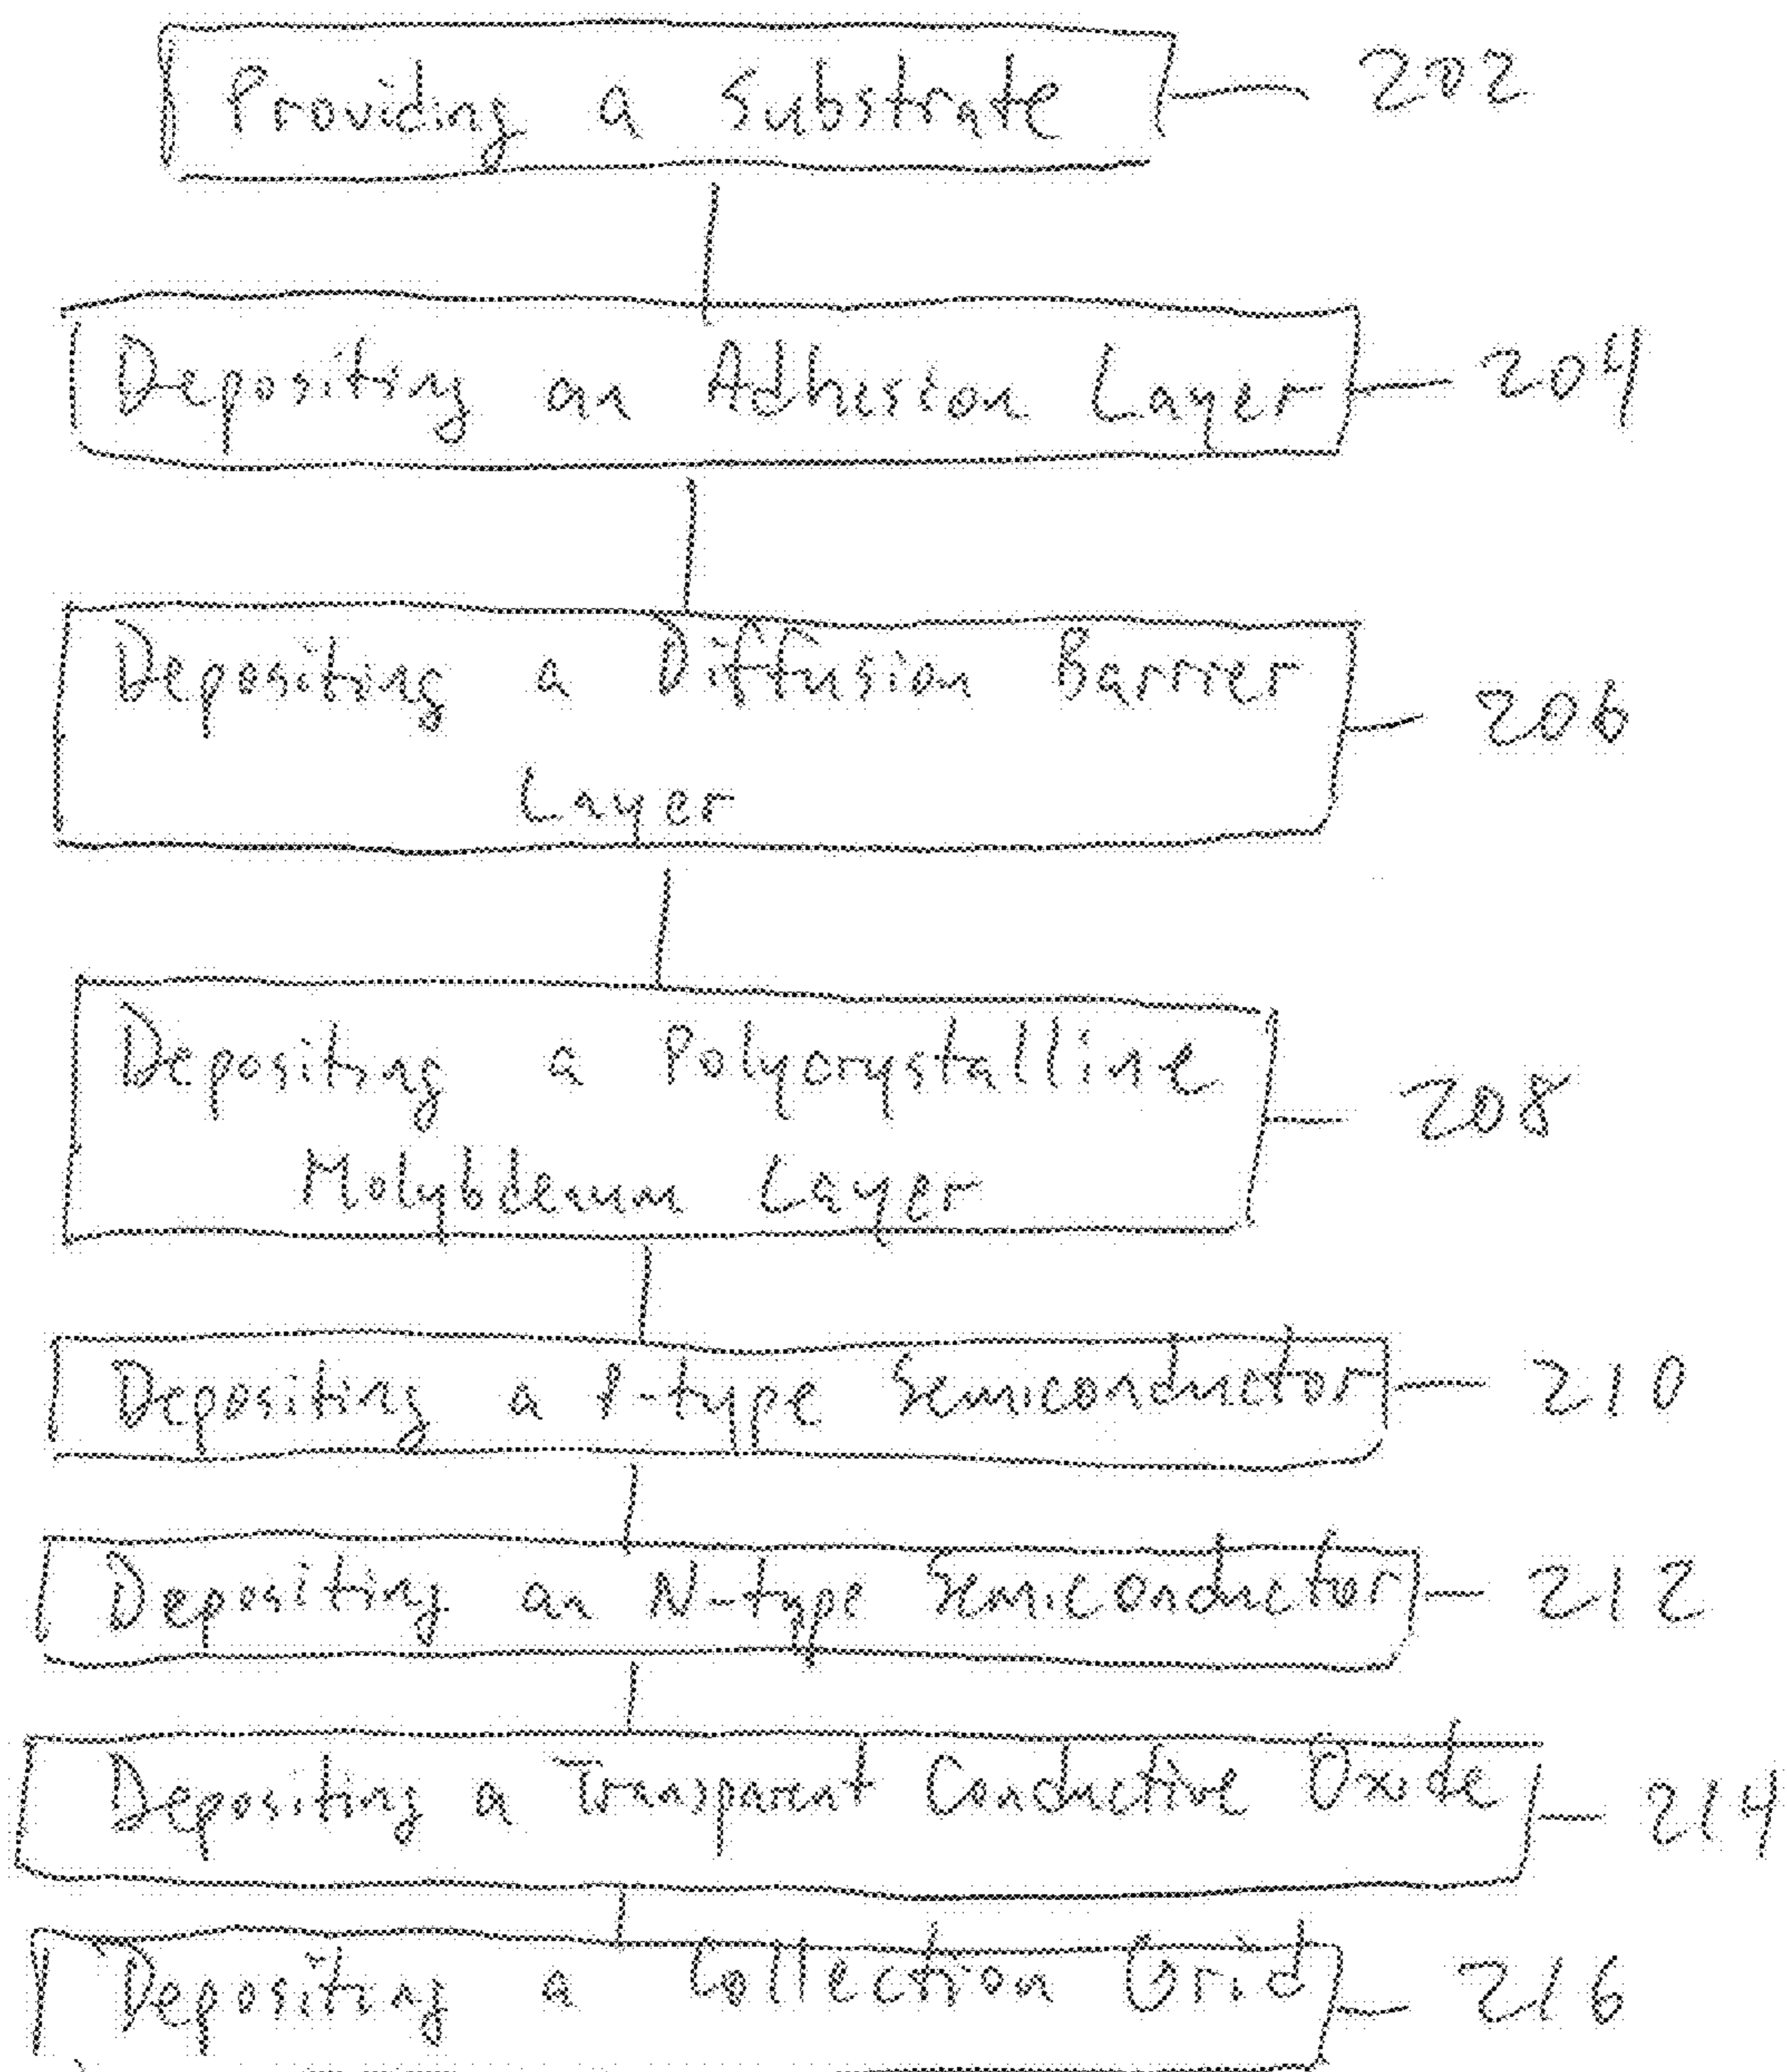 Providing a Substrate 202
Depositing an Adhesion Layer 204
Depositing a Diffusion Barrier
Layer
206
Depositing a Polycrystalline
Molybdenum Layer
208
Depositing a P-type Semiconductor 210
Depositing an N-type Semiconductor 212
Depositing a Transparent Conductive Oxide 214
Depositing a Collection Grid 216